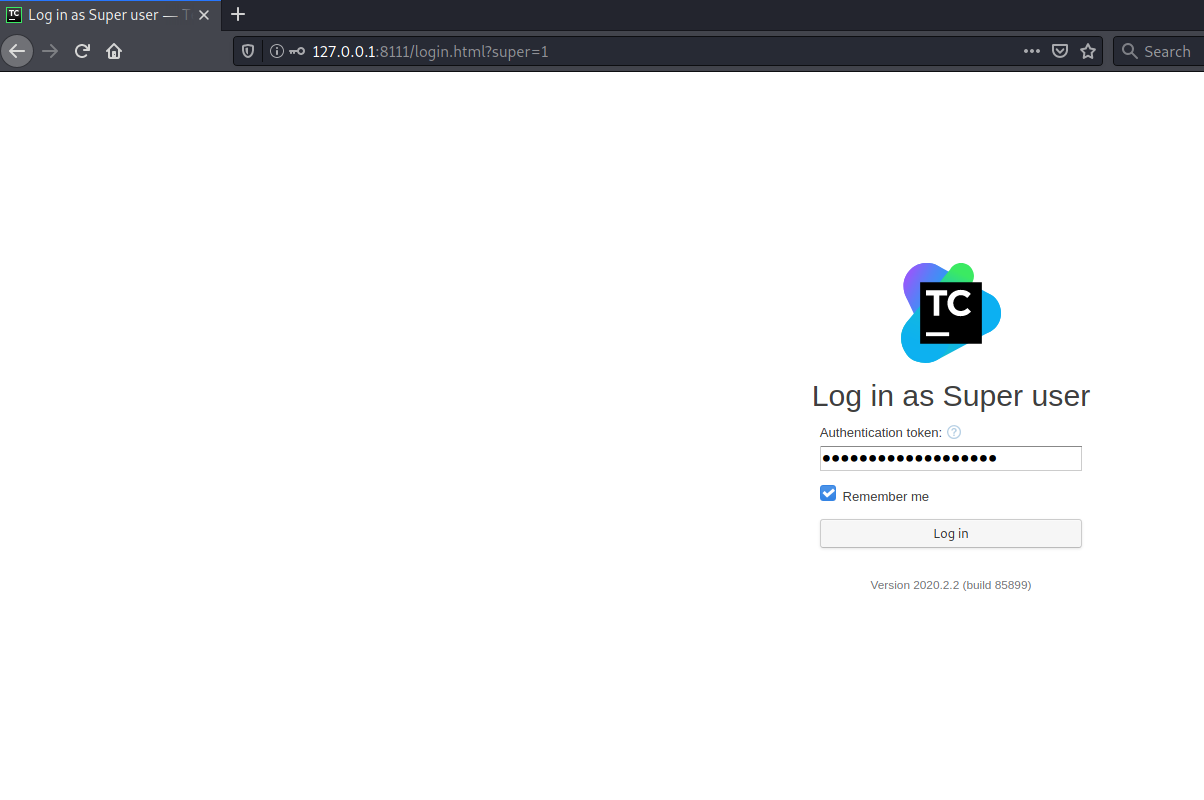 TC Log in as Super user — T
127.0.0.1:8111/login.html?super=1
Search
TC
Log in as Super user
Authentication token: ?
●●●●●●●●●●●●●●●●●●●
Remember me
Log in
Version 2020.2.2 (build 85899)